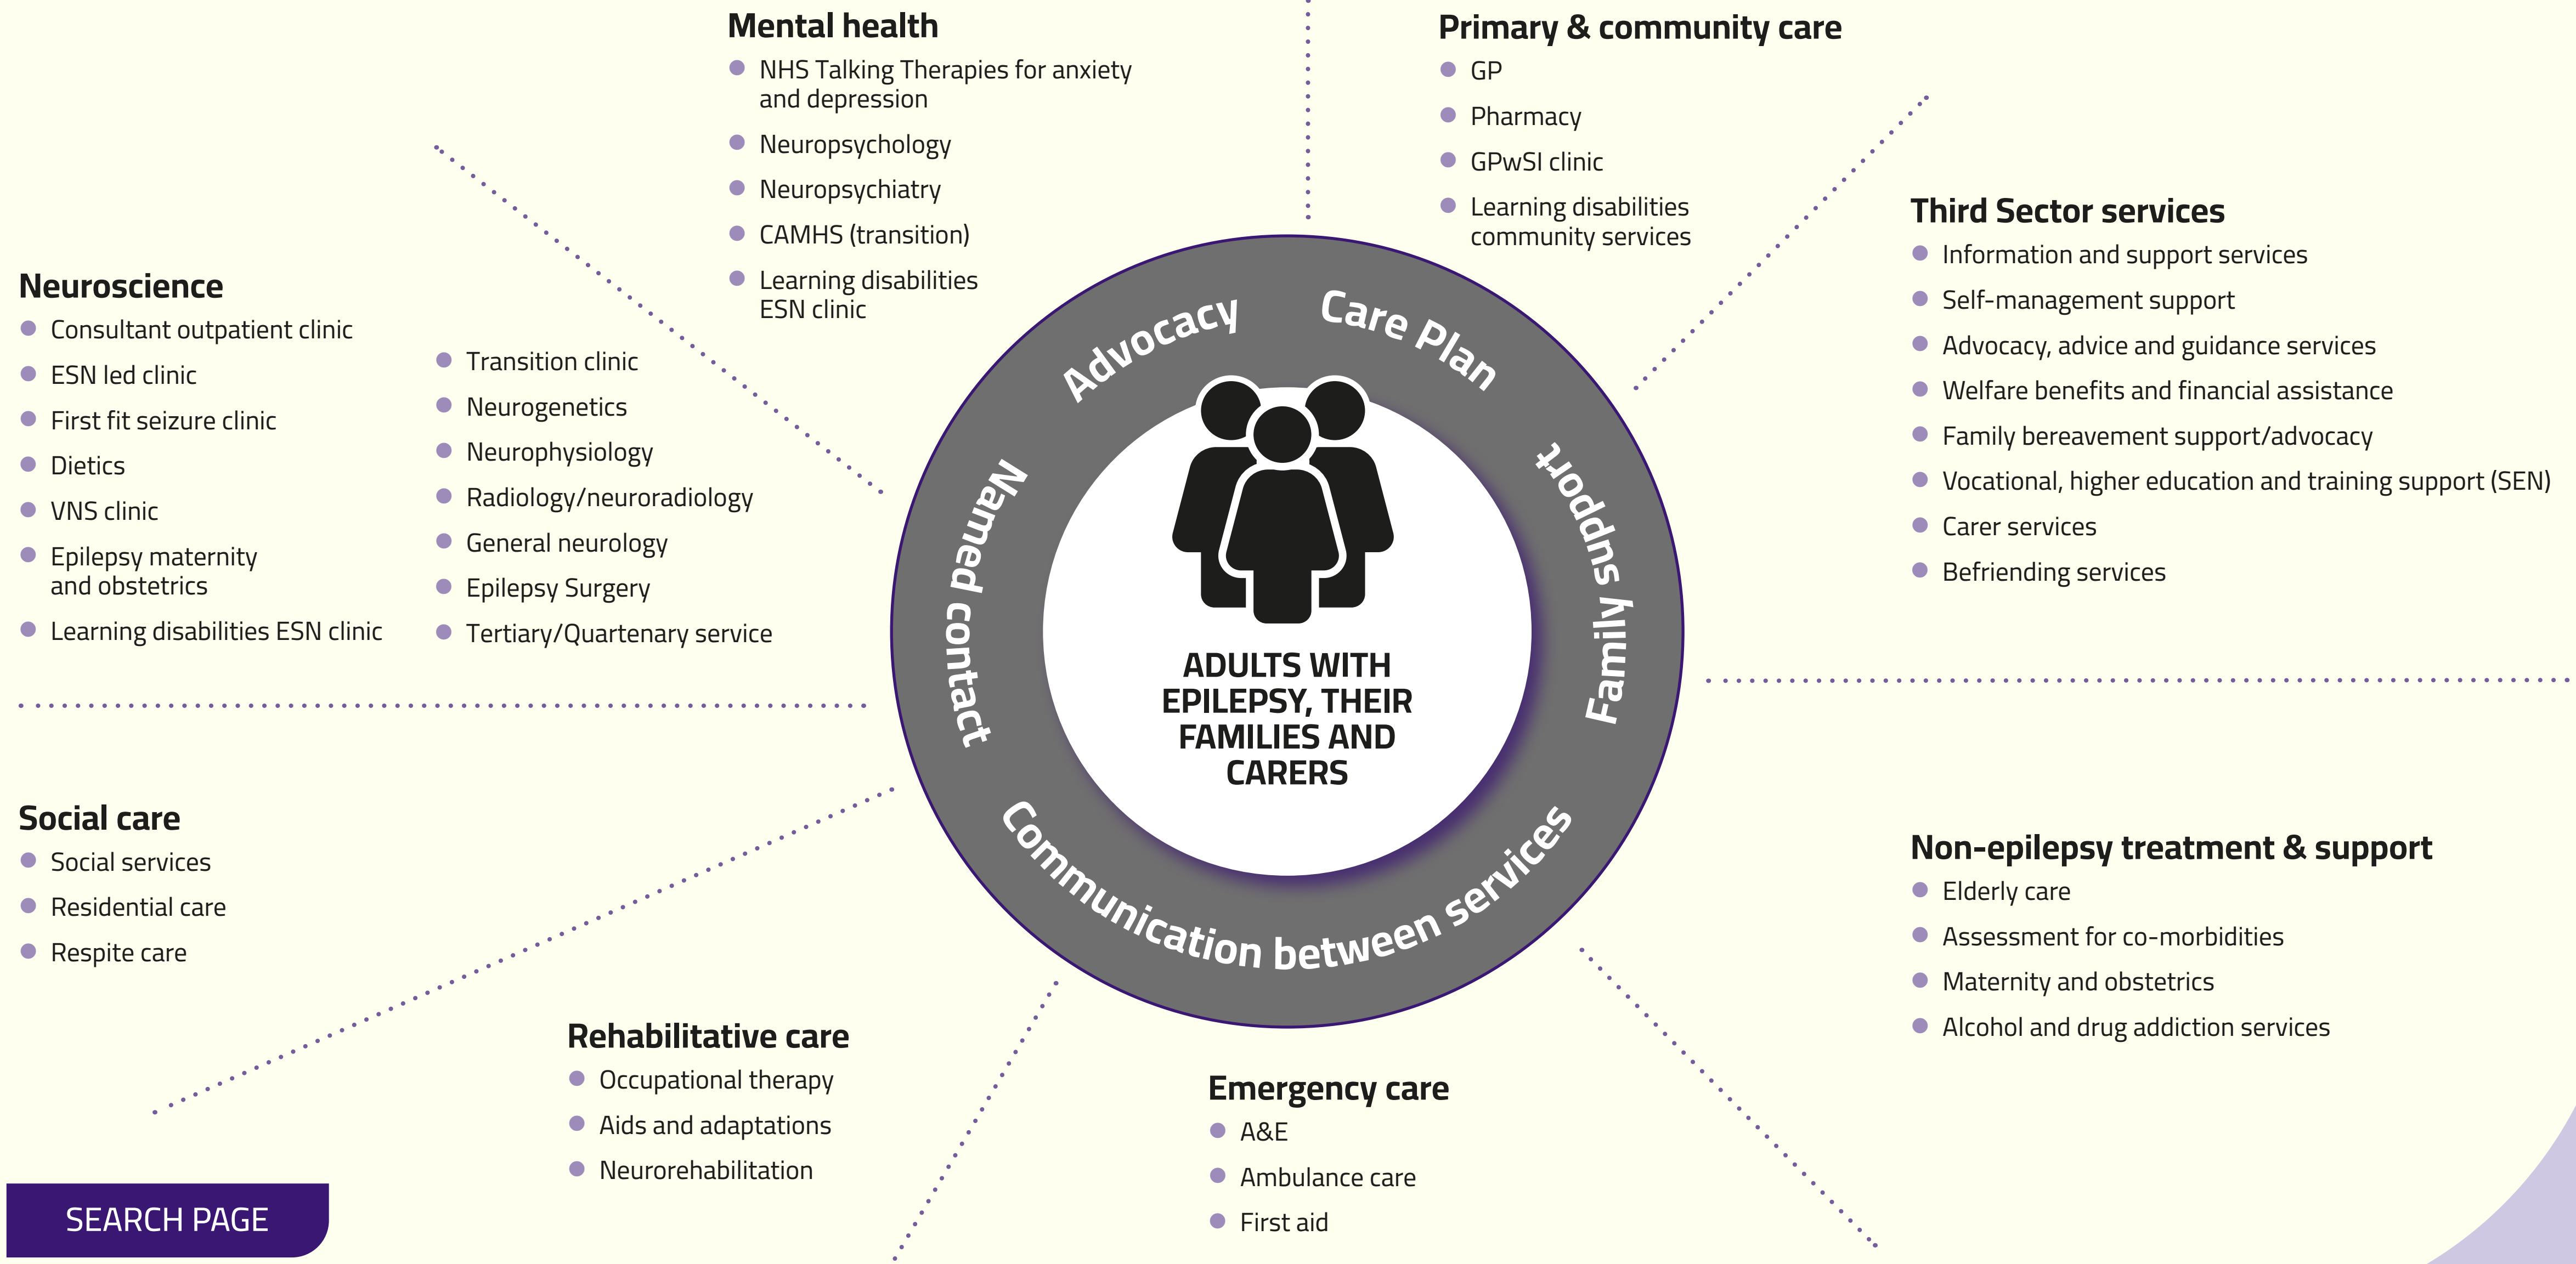 Mental health
NHS Talking Therapies for anxiety
and depression
Neuropsychology
Neuropsychiatry
CAMHS (transition)
Learning disabilities
ESN clinic
Primary & community care
GP
Pharmacy
GPwSI clinic
Learning disabilities
community services
Third Sector services
Information and support services
Self-management support
Advocacy, advice and guidance services
Welfare benefits and financial assistance
Family bereavement support/advocacy
Vocational, higher education and training support (SEN)
Carer services
Befriending services
Neuroscience
Consultant outpatient clinic
ESN led clinic
First fit seizure clinic
Dietics
VNS clinic
Epilepsy maternity
and obstetrics
Learning disabilities ESN clinic
Transition clinic
Neurogenetics
Neurophysiology
Radiology/neuroradiology
General neurology
Epilepsy Surgery
Tertiary/Quartenary service
Advocacy
Care Plan
Named contact
Family support
Communication between services
ADULTS WITH
EPILEPSY, THEIR
FAMILIES AND
CARERS
Social care
Social services
Residential care
Respite care
Non-epilepsy treatment & support
Elderly care
Assessment for co-morbidities
Maternity and obstetrics
Alcohol and drug addiction services
Rehabilitative care
Occupational therapy
Aids and adaptations
Neurorehabilitation
Emergency care
A&E
Ambulance care
First aid
SEARCH PAGE